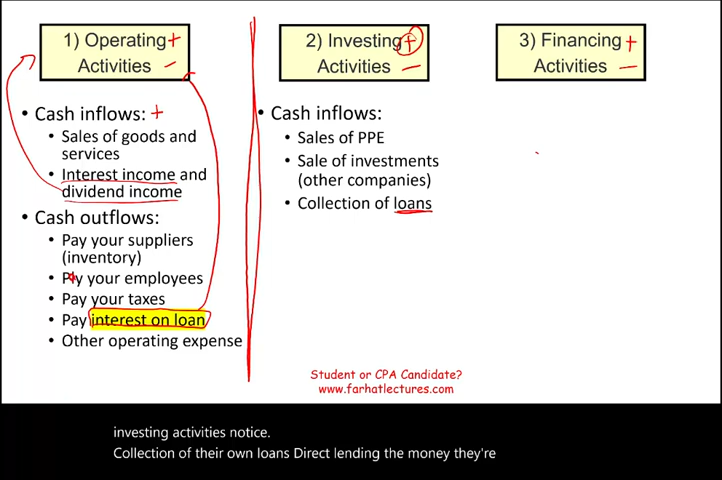 1) Operating +
Activities –
2) Investing +
Activities –
3) Financing +
Activities –
• Cash inflows: +
• Sales of goods and
services
• Interest income and
dividend income
• Cash outflows:
• Pay your suppliers
(inventory)
• Pay your employees
• Pay your taxes
• Pay interest on loan
• Other operating expense
• Cash inflows:
• Sales of PPE
• Sale of investments
(other companies)
• Collection of loans
Student or CPA Candidate?
www.farhatlectures.com
investing activities notice.
Collection of their own loans Direct lending the money they're